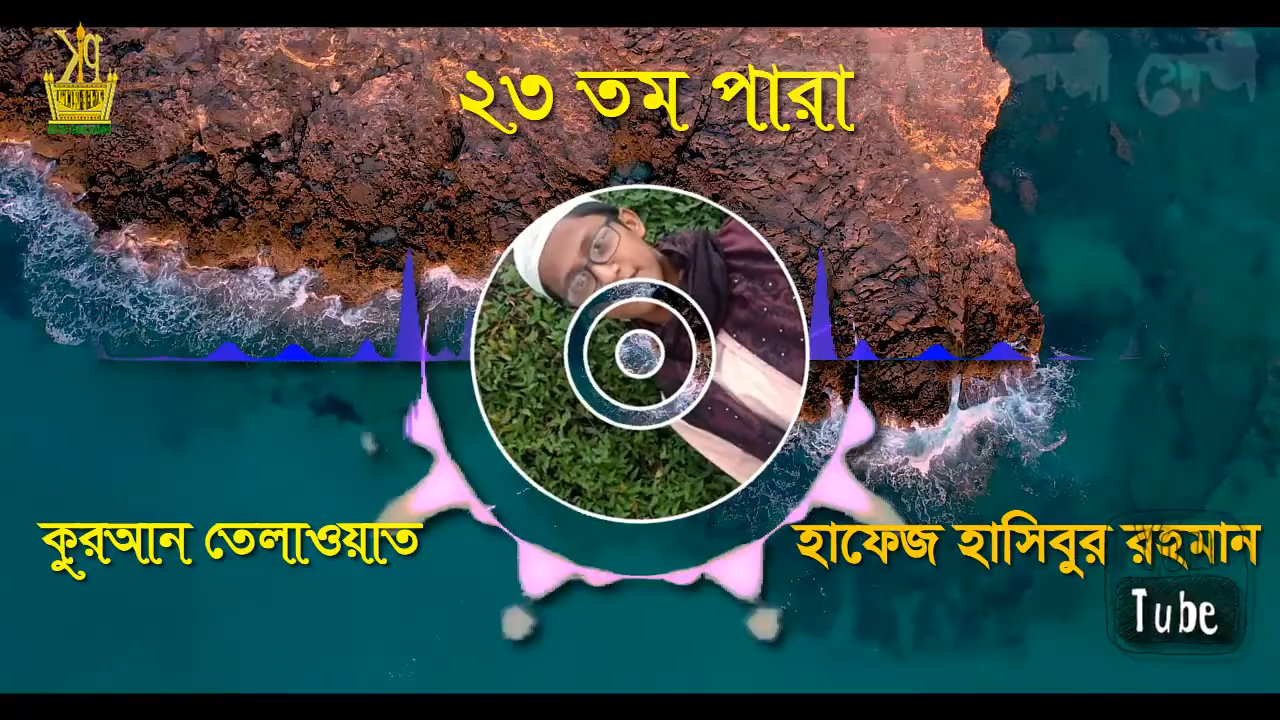 ২৩ তম পারা
কুরআন তেলাওয়াত
হাফেজ হাসিবুর রহমান
Tube